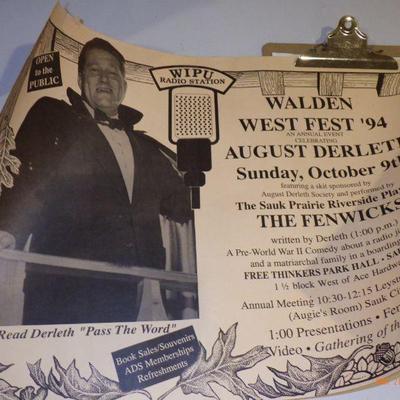 OPEN
to the
PUBLIC
WIPU
RADIO STATION
WALDEN
WEST FEST '94
AN ANNUAL EVENT
CELEBRATING
AUGUST DERLETH
Sunday, October 9th
featuring a skit sponsored by
August Derleth Society and performed by
The Sauk Prairie Riverside Pla
THE FENWICKS
written by Derleth (1:00 p.m.)
A Pre-World War II Comedy about a radio
and a matriarchal family in a boarding
FREE THINKERS PARK HALL • SA
1 ½ block West of Ace Hardw
Annual Meeting 10:30-12:15 Leys
(Augie's Room) Sauk C
1:00 Presentations • Fe
Video • Gathering of th
Read Derleth "Pass The Word"
Book Sales/Souvenirs
ADS Memberships
Refreshments